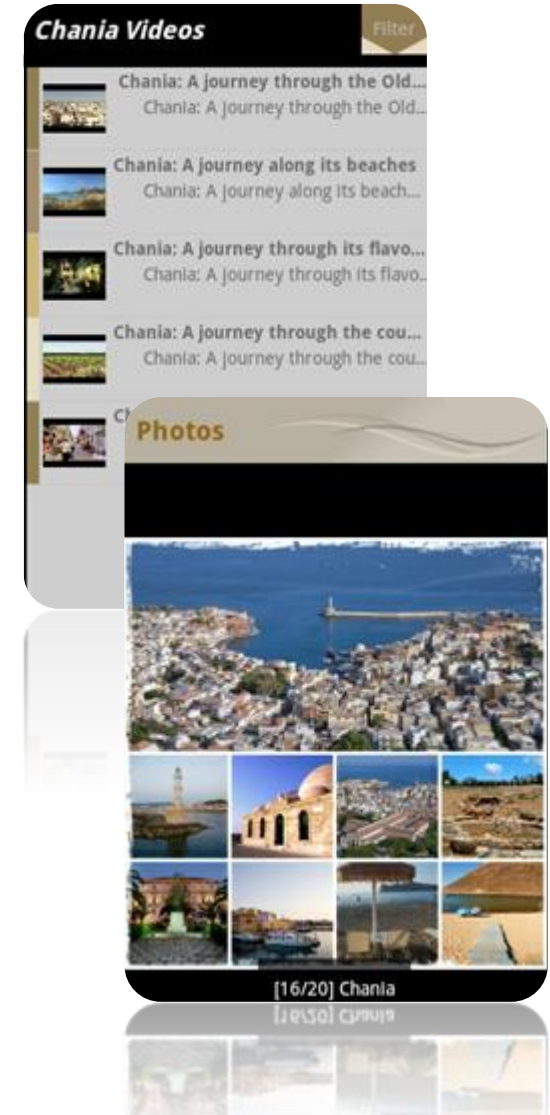 Chania Videos
Filter
Chania: A journey through the Old...
Chania: A journey through the Old...
Chania: A journey along its beaches
Chania: A journey along its beach...
Chania: A journey through its flavo...
Chania: A journey through its flavo...
Chania: A journey through the cou...
Chania: A journey through the cou...
Photos
[16/20] Chania